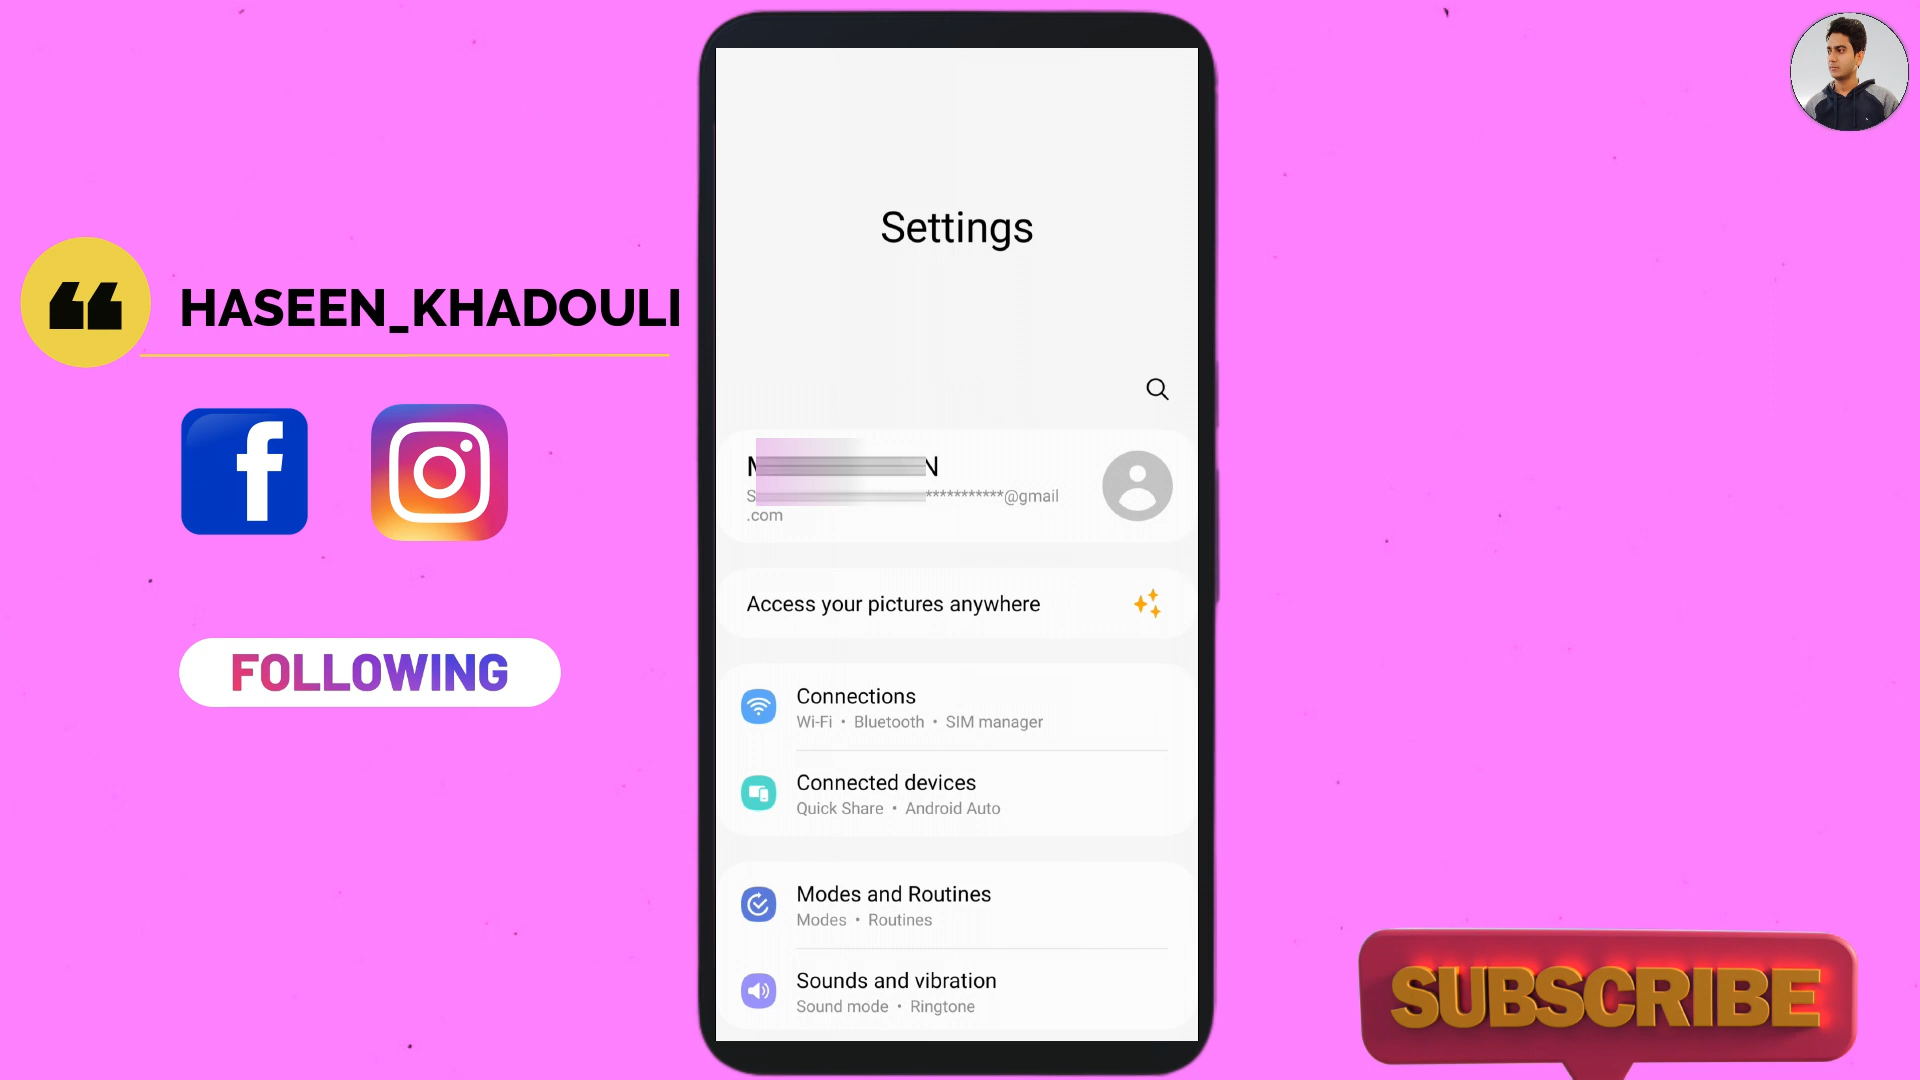 HASEEN_KHADOULI
FOLLOWING
Settings
***********@gmail
.com
Access your pictures anywhere
Connections
Wi-Fi • Bluetooth • SIM manager
Connected devices
Quick Share • Android Auto
Modes and Routines
Modes • Routines
Sounds and vibration
Sound mode • Ringtone
SUBSCRIBE